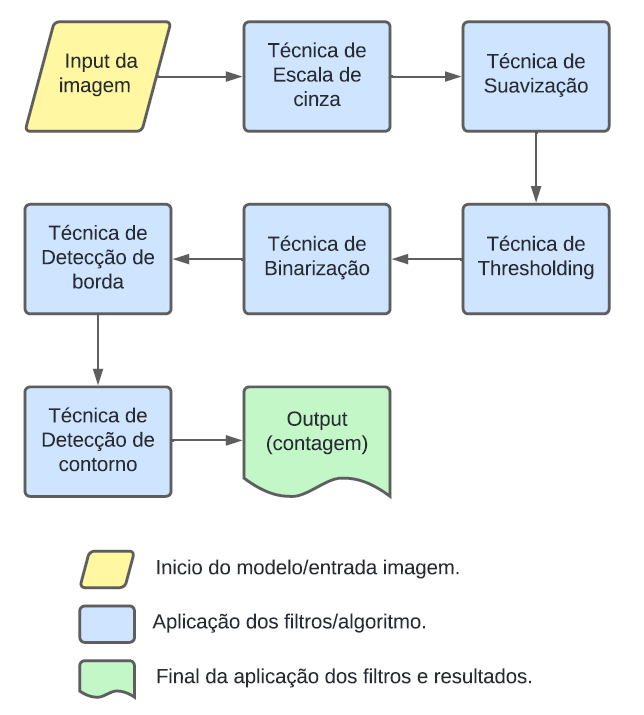 Input da
imagem
Técnica de
Escala de
cinza
Técnica de
Suavização
Técnica de
Detecção de
borda
Técnica de
Binarização
Técnica de
Thresholding
Técnica de
Detecção de
contorno
Output
(contagem)
Inicio do modelo/entrada imagem.
Aplicação dos filtros/algoritmo.
Final da aplicação dos filtros e resultados.